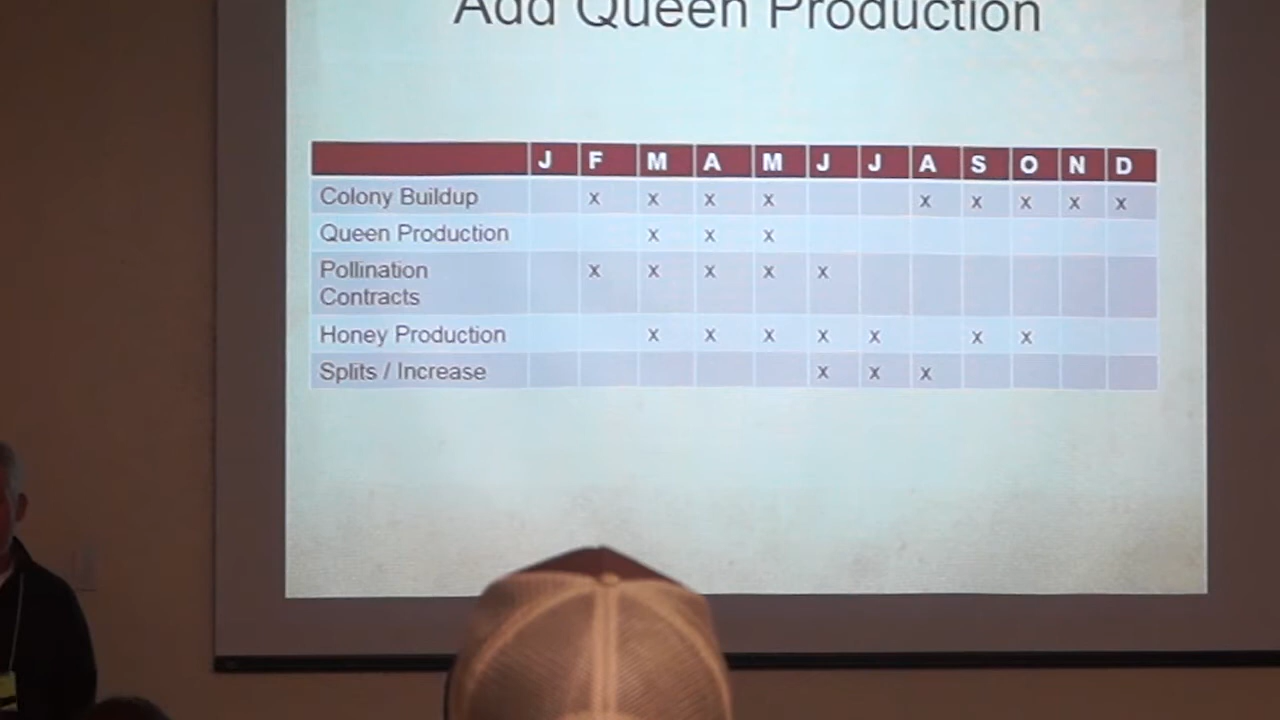 Add Queen Production
J F M A M J J A S O N D
Colony Buildup x x x x x x x x x
Queen Production x x x
Pollination x x x x x
Contracts
Honey Production x x x x x x x
Splits / Increase x x x